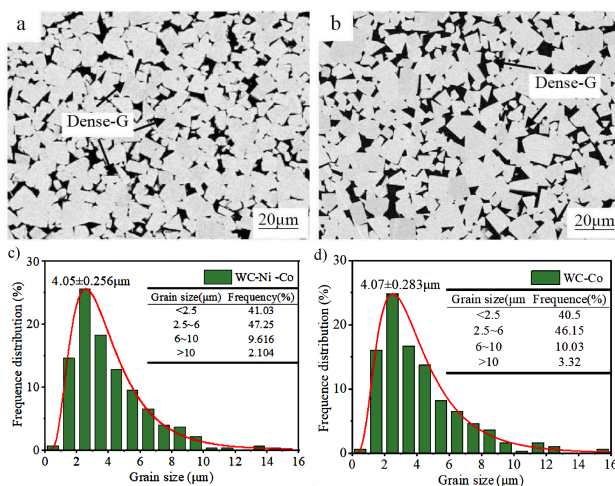 a
Dense-G
20μm
b
Dense-G
20μm
c)
WC-Ni -Co
4.05±0.256μm
Grain size(μm) Frequency(%)
<2.5 41.03
2.5~6 47.25
6~10 9.616
>10 2.104
Frequence distribution (%)
30
20
10
0
0 2 4 6 8 10 12 14 16
Grain size (μm)
d)
WC-Co
4.07±0.283μm
Grain size(μm Frequence(%)
<2.5 40.5
2.5~6 46.15
6~10 10.03
>10 3.32
Frequence distribution (%)
30
20
10
0
0 2 4 6 8 10 12 14 16
Grain size (μm)